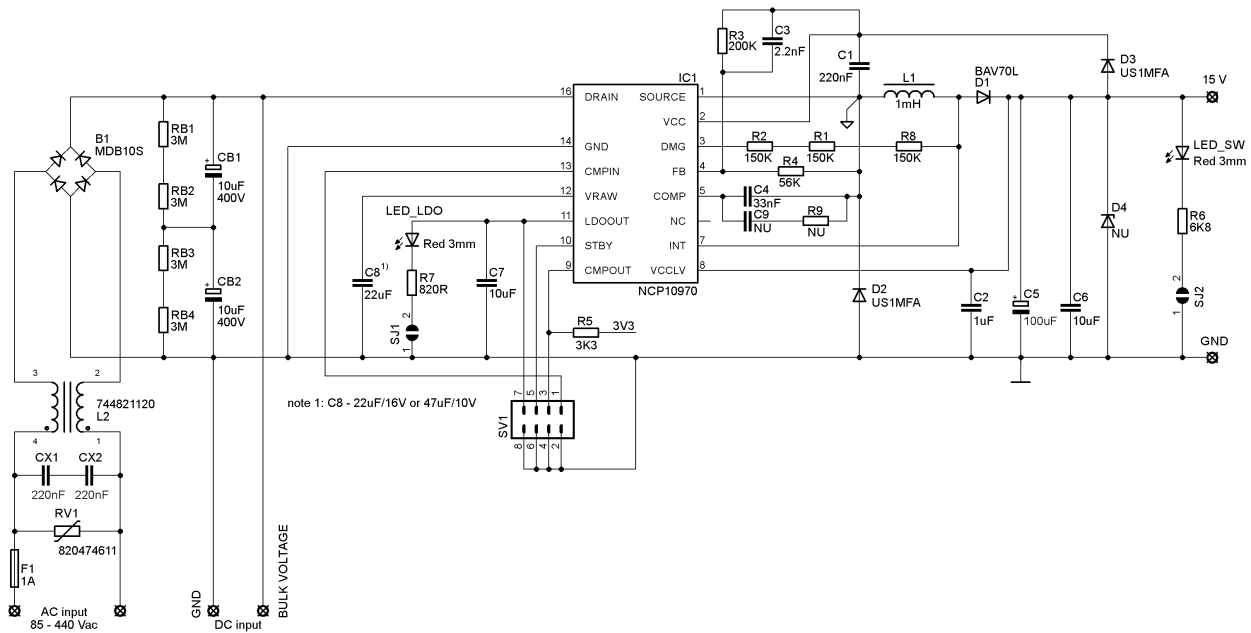 R3
200K
C3
2.2nF
C1
220nF
D3
US1MFA
IC1
L1
1mH
BAV70L
D1
15 V
16 DRAIN SOURCE 1
VCC 2
14 GND DMG 3
13 CMPIN FB 4
12 VRAW COMP 5
11 LDOOUT NC
10 STBY INT 7
9 CMPOUT VCCLV 8
NCP10970
R2
150K
R1
150K
R8
150K
R4
56K
C4
33nF
C9
NU
R9
NU
B1
MDB10S
RB1
3M
CB1
10uF
400V
RB2
3M
RB3
3M
CB2
10uF
400V
RB4
3M
LED_LDO
Red 3mm
C8 1)
22uF
R7
820R
2
SJ1
1
C7
10uF
R5
3K3
3V3
D2
US1MFA
C2
1uF
C5
100uF
C6
10uF
D4
NU
LED_SW
Red 3mm
R6
6K8
2
SJ2
1
GND
3 2
744821120
L2
4 1
note 1: C8 - 22uF/16V or 47uF/10V
7 5 3 1
SV1
8 6 4 2
CX1
220nF
CX2
220nF
RV1
820474611
F1
1A
AC input
85 - 440 Vac
GND
DC input
BULK VOLTAGE